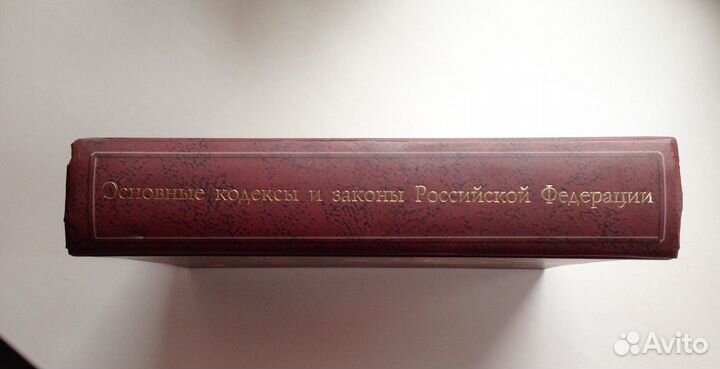 Основные кодексы и законы Российской Федерации
Avito